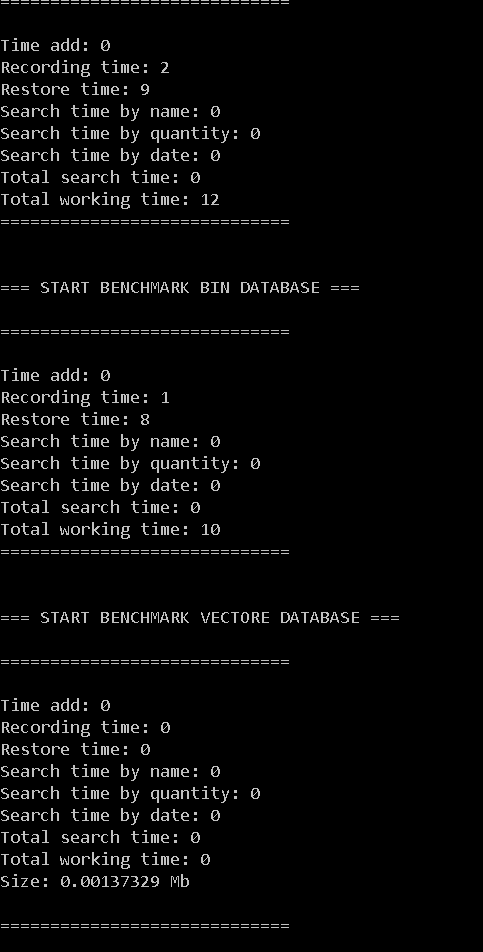 =============================
Time add: 0
Recording time: 2
Restore time: 9
Search time by name: 0
Search time by quantity: 0
Search time by date: 0
Total search time: 0
Total working time: 12
=============================
=== START BENCHMARK BIN DATABASE ===
=============================
Time add: 0
Recording time: 1
Restore time: 8
Search time by name: 0
Search time by quantity: 0
Search time by date: 0
Total search time: 0
Total working time: 10
=============================
=== START BENCHMARK VECTORE DATABASE ===
=============================
Time add: 0
Recording time: 0
Restore time: 0
Search time by name: 0
Search time by quantity: 0
Search time by date: 0
Total search time: 0
Total working time: 0
Size: 0.00137329 Mb
=============================